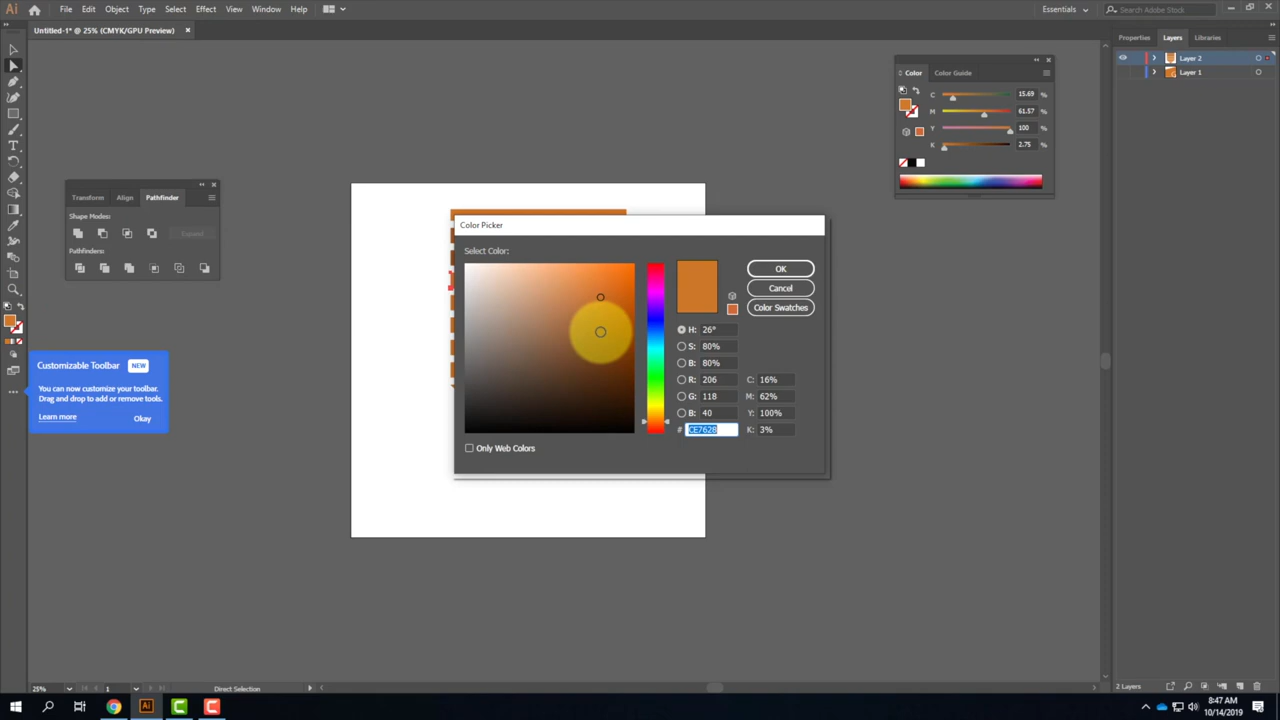 Ai File Edit Object Type Select Effect View Window Help Essentials Search Adobe Stock
Untitled-1* @ 25% (CMYK/GPU Preview) ×
Properties Layers Libraries
Layer 2
Layer 1
Color Color Guide
C 15.69 %
M 61.57 %
Y 100 %
K 2.75 %
Transform Align Pathfinder
Shape Modes:
Expand
Pathfinders:
Customizable Toolbar NEW
You can now customize your toolbar.
Drag and drop to add or remove tools.
Learn more Okay
Color Picker
Select Color:
OK
Cancel
Color Swatches
H: 26°
S: 80%
B: 80%
R: 206 C: 16%
G: 118 M: 62%
B: 40 Y: 100%
# CE7628 K: 3%
Only Web Colors
25% 1 Direct Selection
2 Layers
Ai
8:47 AM
10/14/2019